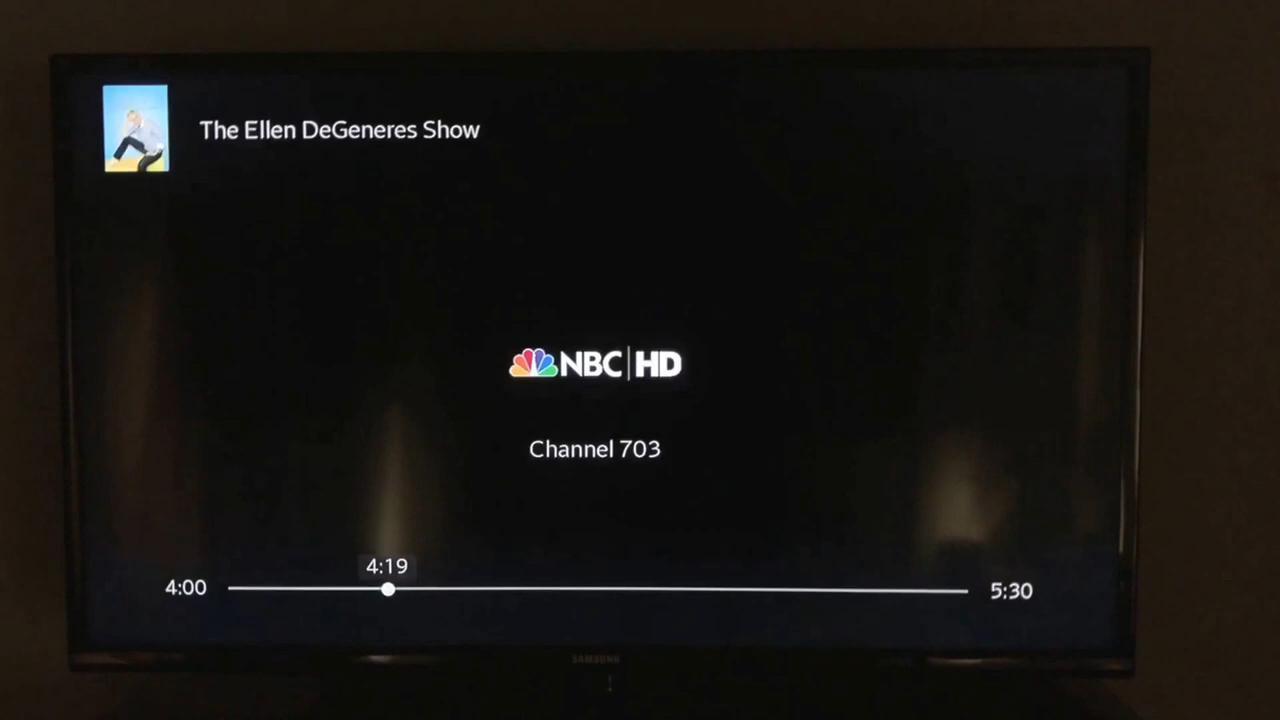 The Ellen DeGeneres Show
NBC HD
Channel 703
4:19
4:00
5:30
SAMSUNG